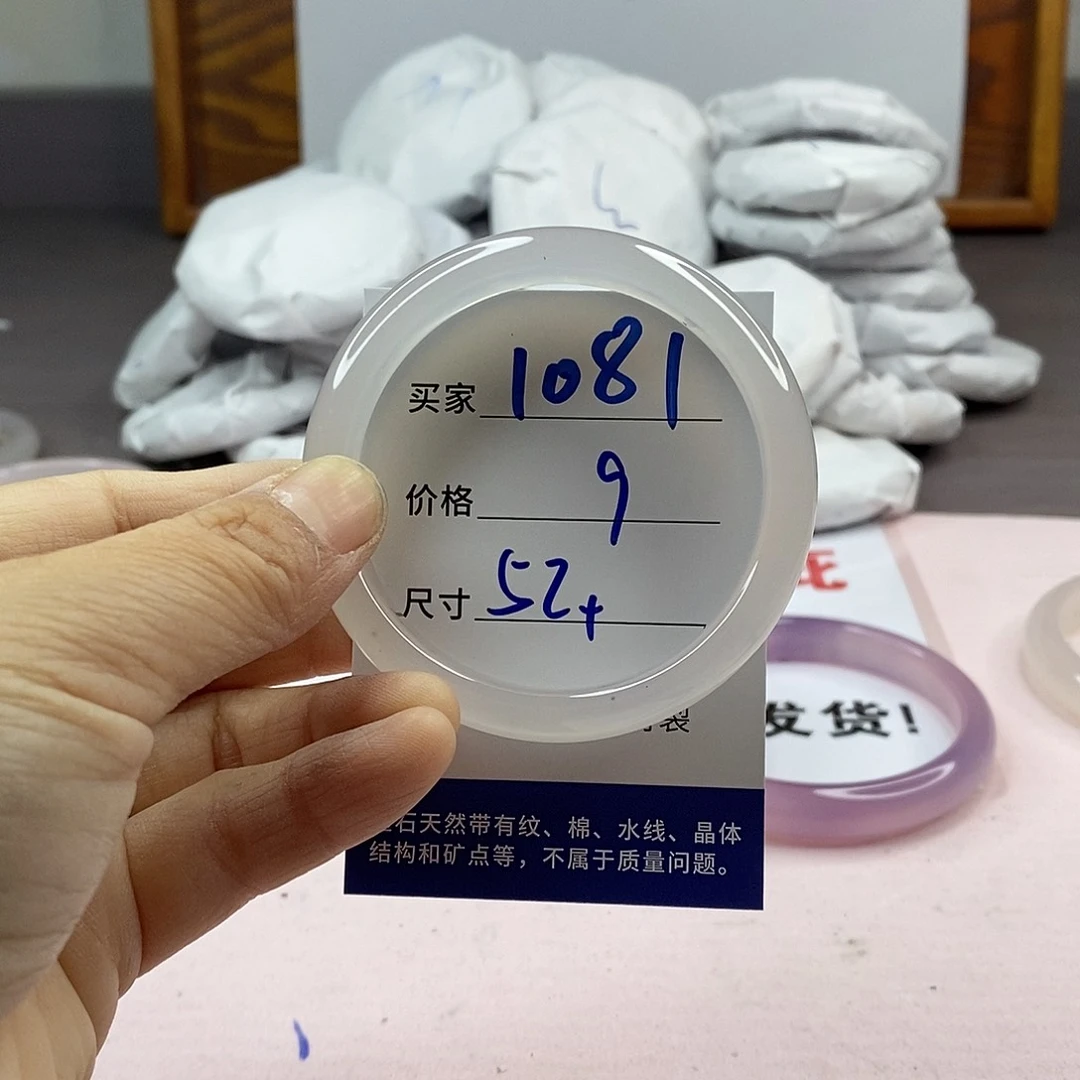 买家 1081
价格 9
尺寸 52+
裂
发货!
石天然带有纹、棉、水线、晶体
结构和矿点等，不属于质量问题。